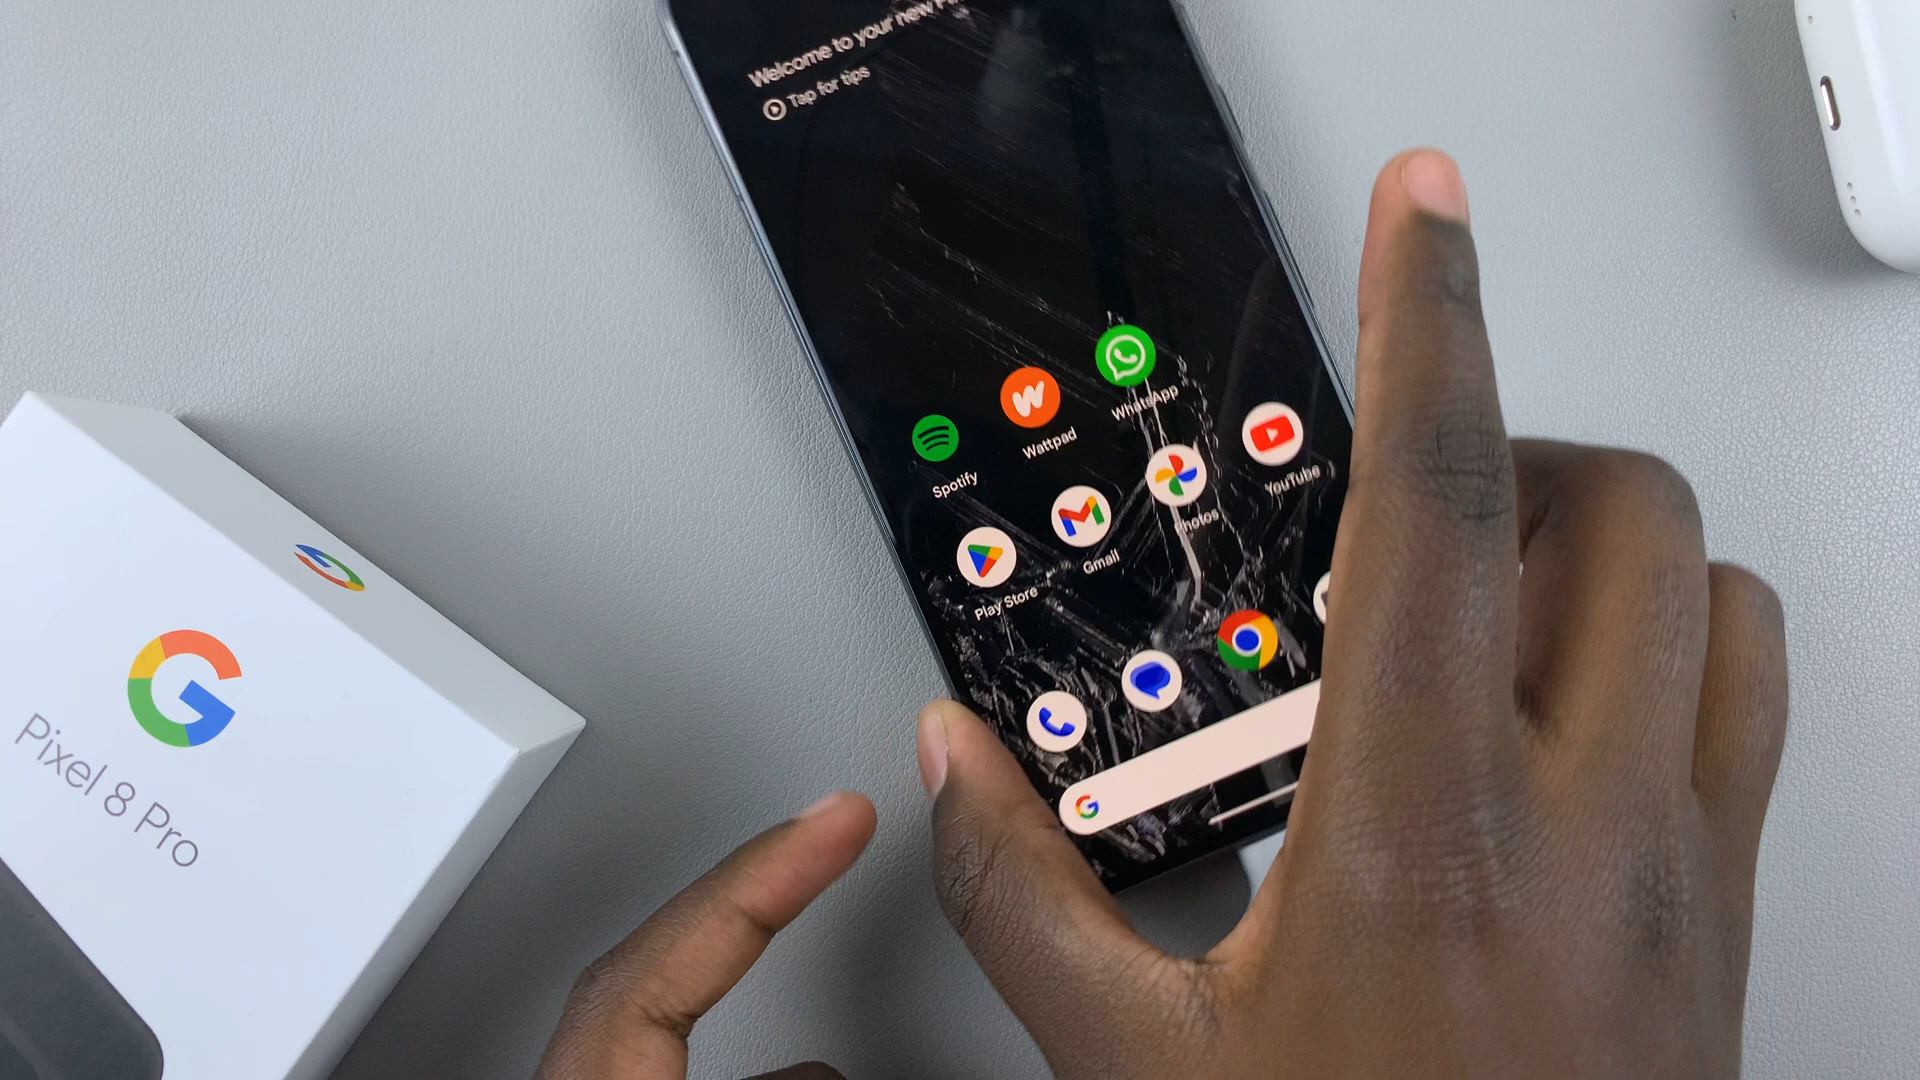 Welcome to your new
Tap for tips
WhatsApp
Wattpad
Spotify
YouTube
Photos
Gmail
Play Store
Pixel 8 Pro